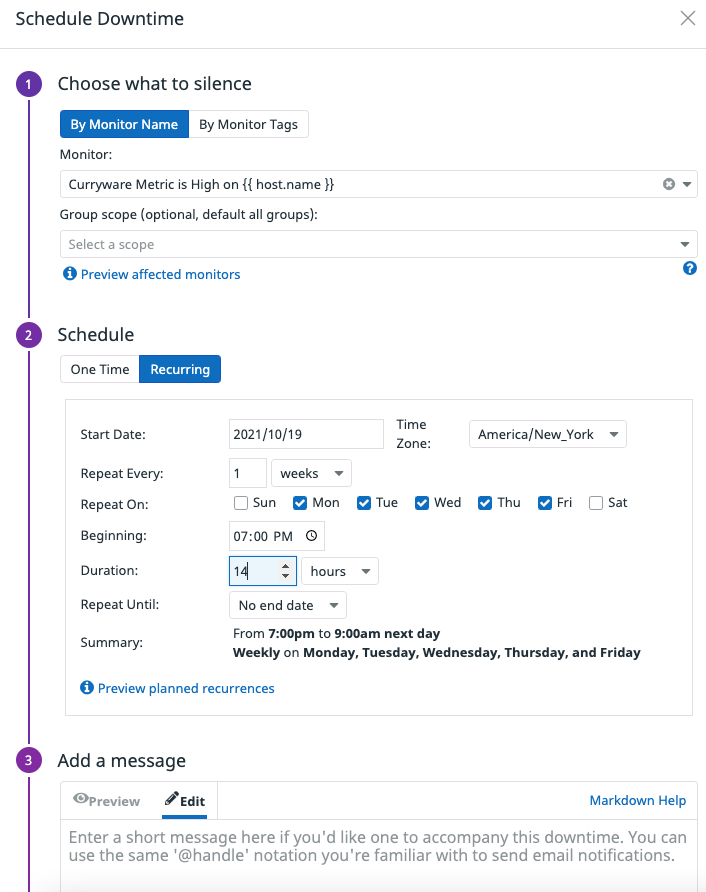 Schedule Downtime
1 Choose what to silence
By Monitor Name By Monitor Tags
Monitor:
Curryware Metric is High on {{ host.name }}
Group scope (optional, default all groups):
Select a scope
Preview affected monitors
2 Schedule
One Time Recurring
Start Date: 2021/10/19 Time Zone: America/New_York
Repeat Every: 1 weeks
Repeat On: Sun Mon Tue Wed Thu Fri Sat
Beginning: 07:00 PM
Duration: 14 hours
Repeat Until: No end date
Summary: From 7:00pm to 9:00am next day
Weekly on Monday, Tuesday, Wednesday, Thursday, and Friday
Preview planned recurrences
3 Add a message
Preview Edit Markdown Help
Enter a short message here if you'd like one to accompany this downtime. You can
use the same '@handle' notation you're familiar with to send email notifications.